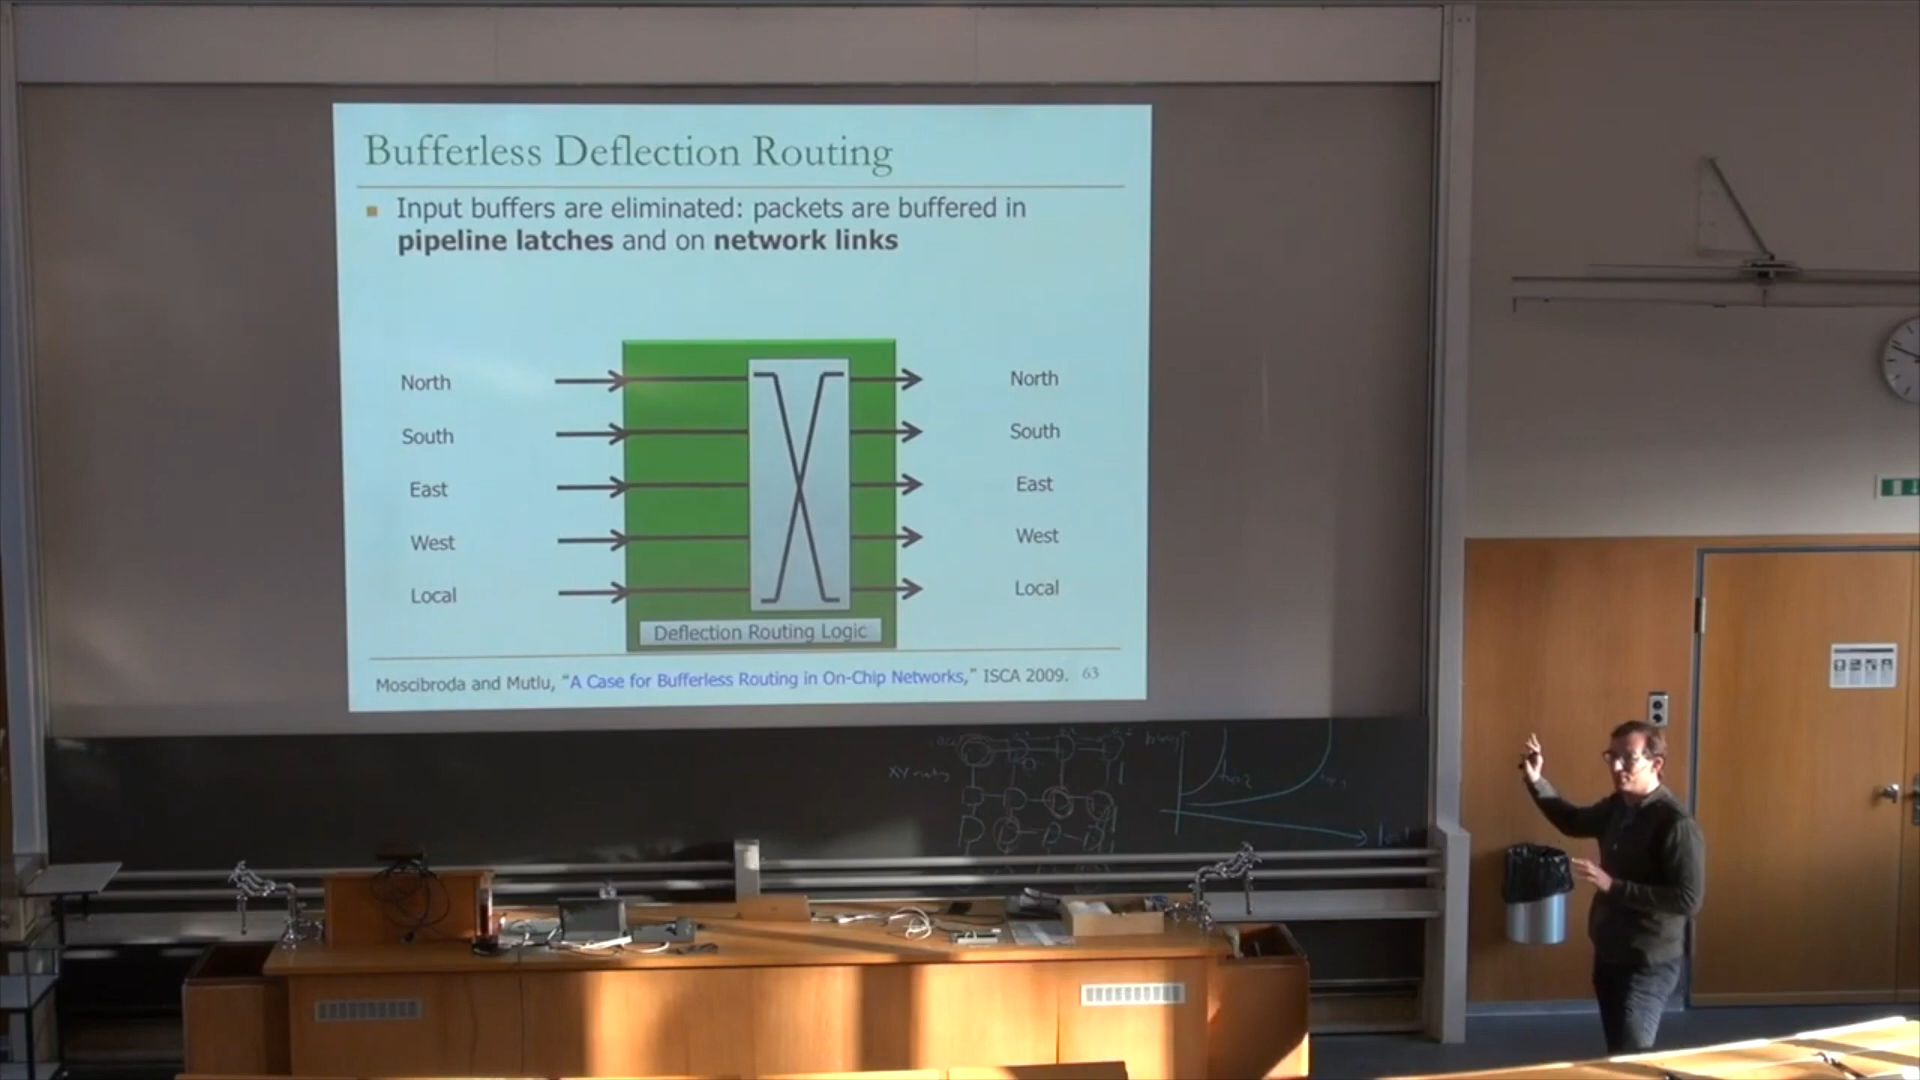 Bufferless Deflection Routing
Input buffers are eliminated: packets are buffered in
pipeline latches and on network links
North
South
East
West
Local
North
South
East
West
Local
Deflection Routing Logic
Moscibroda and Mutlu, “A Case for Bufferless Routing in On-Chip Networks,” ISCA 2009. 63